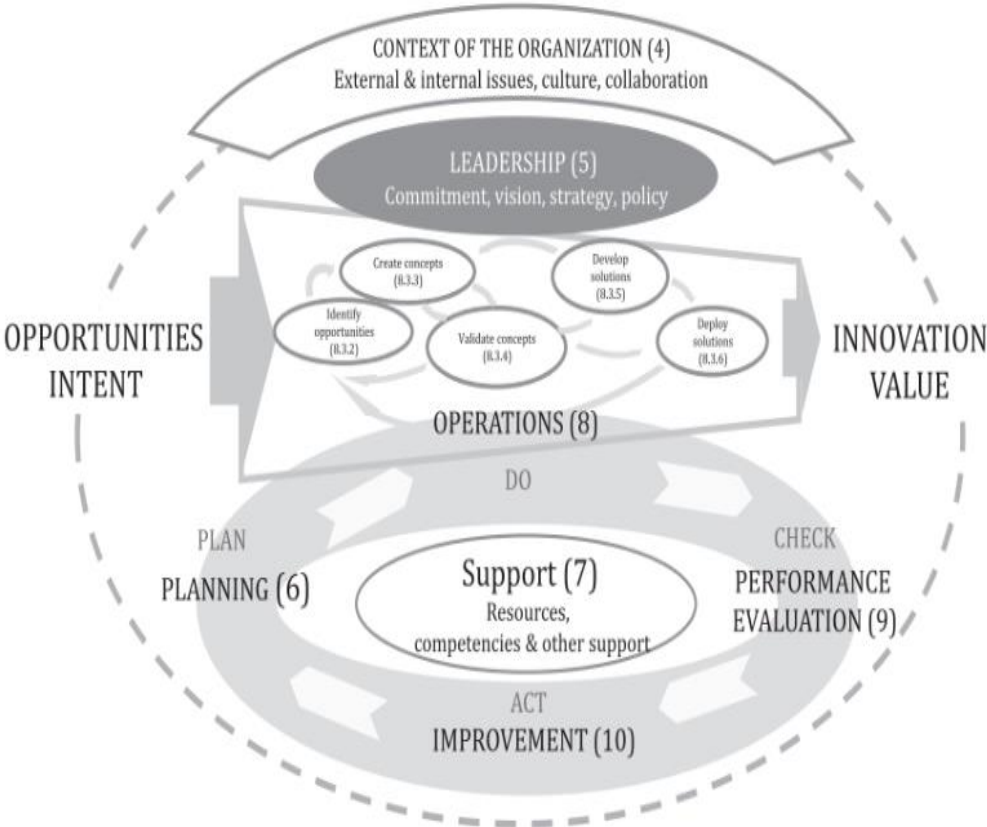 CONTEXT OF THE ORGANIZATION (4)
External & internal issues, culture, collaboration
LEADERSHIP (5)
Commitment, vision, strategy, policy
Create concepts
(8.3.3)
Develop
solutions
(8.3.5)
Identify
opportunities
(8.3.2)
Validate concepts
(8.3.4)
Deploy
solutions
(8.3.6)
OPPORTUNITIES
INTENT
INNOVATION
VALUE
OPERATIONS (8)
DO
PLAN
PLANNING (6)
CHECK
PERFORMANCE
EVALUATION (9)
Support (7)
Resources,
competencies & other support
ACT
IMPROVEMENT (10)